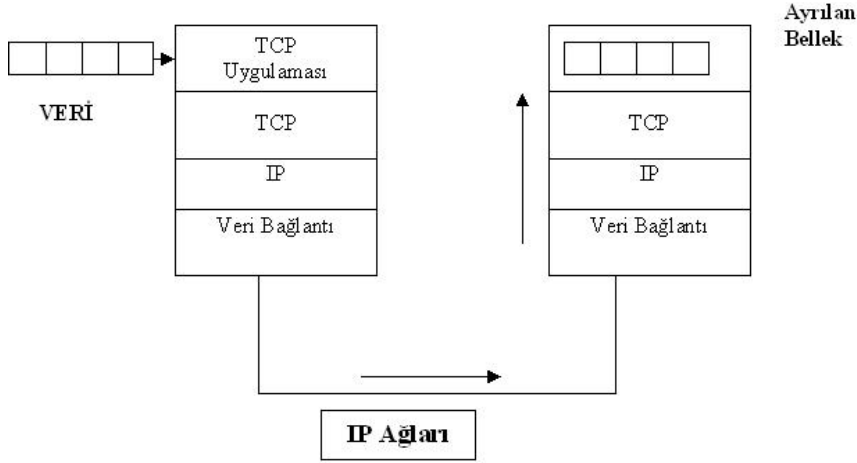 Ayrılan
Bellek
TCP
Uygulaması
VERİ
TCP
IP
Veri Bağlantı
TCP
IP
Veri Bağlantı
IP Ağları